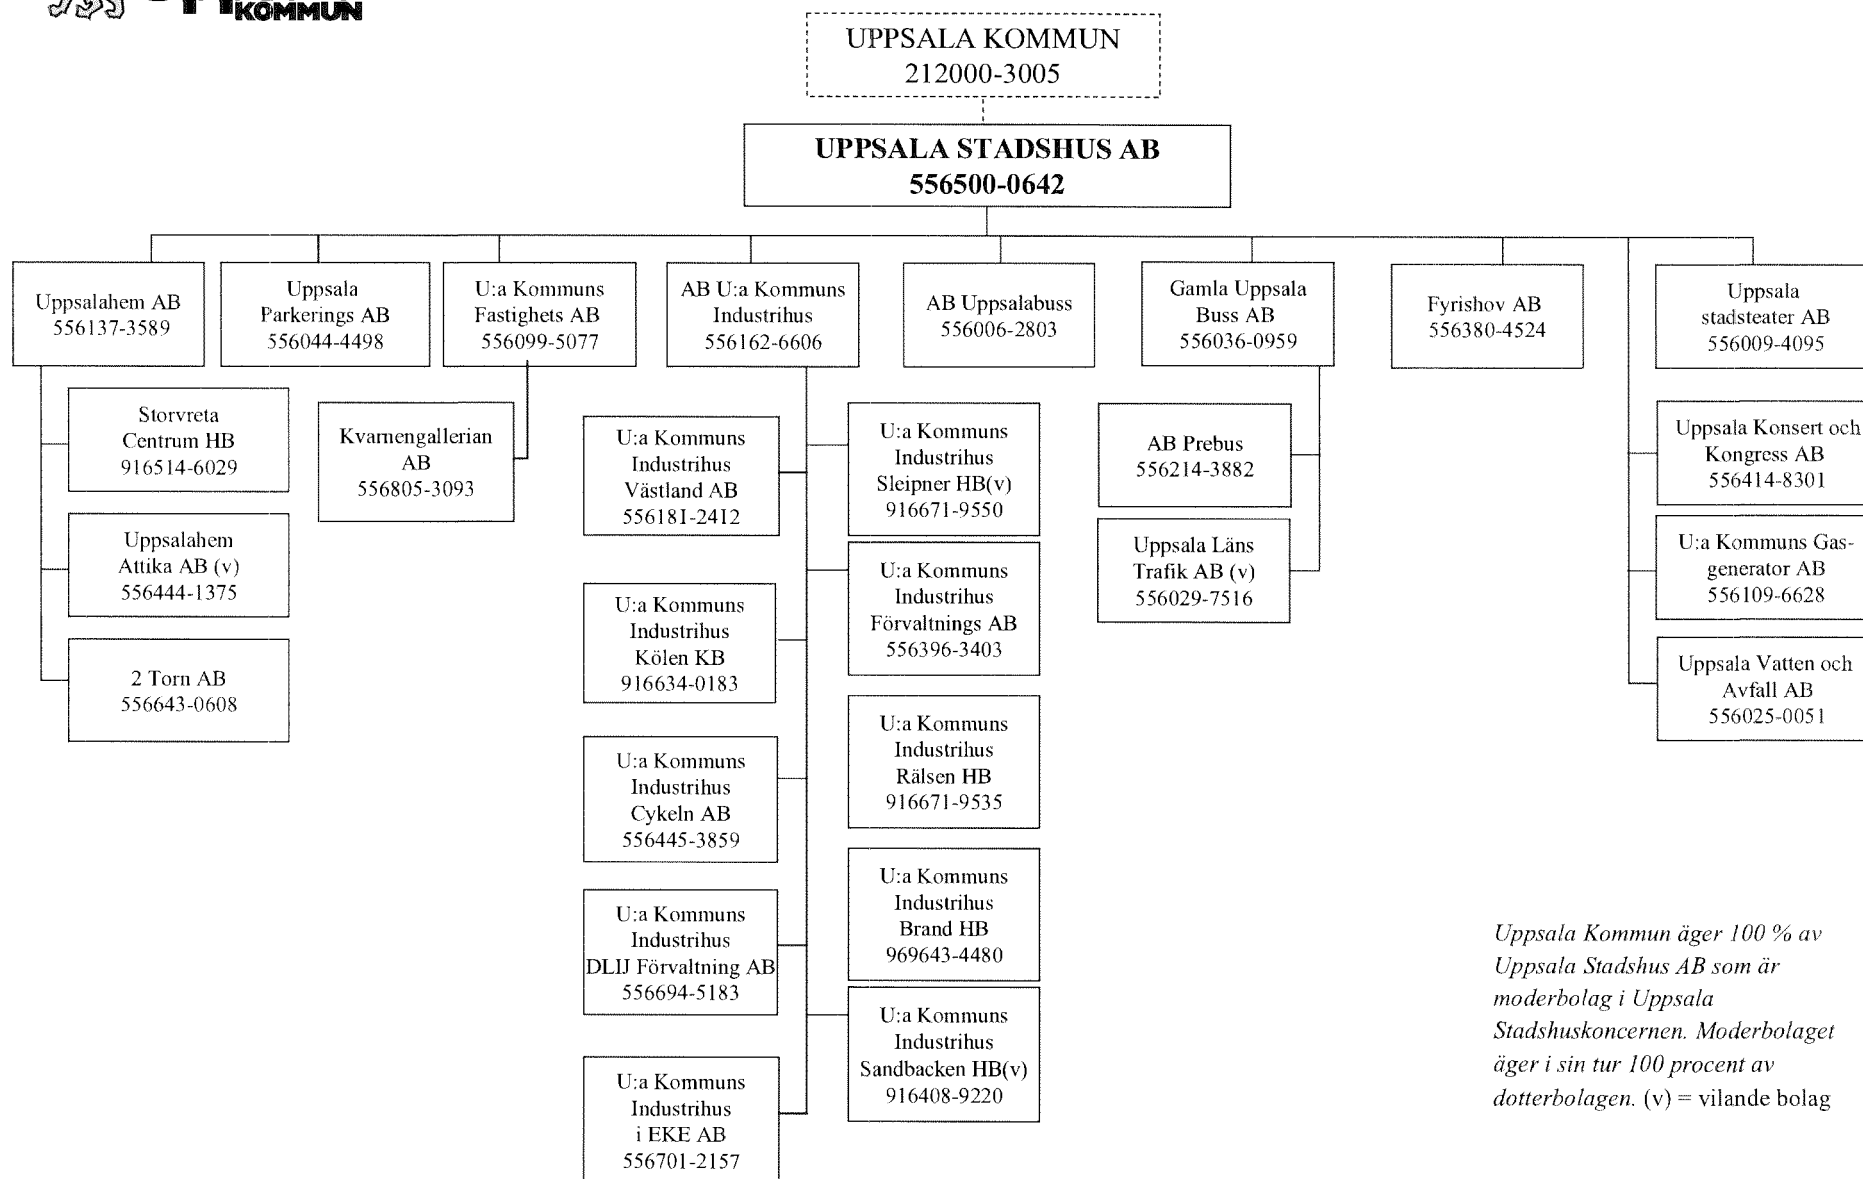 KOMMUN
UPPSALA KOMMUN
212000-3005
UPPSALA STADSHUS AB
556500-0642
Uppsalahem AB
556137-3589
Uppsala
Parkerings AB
556044-4498
U:a Kommuns
Fastighets AB
556099-5077
AB U:a Kommuns
Industrihus
556162-6606
AB Uppsalabuss
556006-2803
Gamla Uppsala
Buss AB
556036-0959
Fyrishov AB
556380-4524
Uppsala
stadsteater AB
556009-4095
Storvreta
Centrum HB
916514-6029
Uppsalahem
Attika AB (v)
556444-1375
2 Torn AB
556643-0608
Kvarnengallerian
AB
556805-3093
U:a Kommuns
Industrihus
Västland AB
556181-2412
U:a Kommuns
Industrihus
Kölen KB
916634-0183
U:a Kommuns
Industrihus
Cykeln AB
556445-3859
U:a Kommuns
Industrihus
DLIJ Förvaltning AB
556694-5183
U:a Kommuns
Industrihus
i EKE AB
556701-2157
U:a Kommuns
Industrihus
Sleipner HB(v)
916671-9550
U:a Kommuns
Industrihus
Förvaltnings AB
556396-3403
U:a Kommuns
Industrihus
Rälsen HB
916671-9535
U:a Kommuns
Industrihus
Brand HB
969643-4480
U:a Kommuns
Industrihus
Sandbacken HB(v)
916408-9220
AB Prebus
556214-3882
Uppsala Läns
Trafik AB (v)
556029-7516
Uppsala Konsert och
Kongress AB
556414-8301
U:a Kommuns Gas-
generator AB
556109-6628
Uppsala Vatten och
Avfall AB
556025-0051
Uppsala Kommun äger 100 % av
Uppsala Stadshus AB som är
moderbolag i Uppsala
Stadshuskoncernen. Moderbolaget
äger i sin tur 100 procent av
dotterbolagen. (v) = vilande bolag